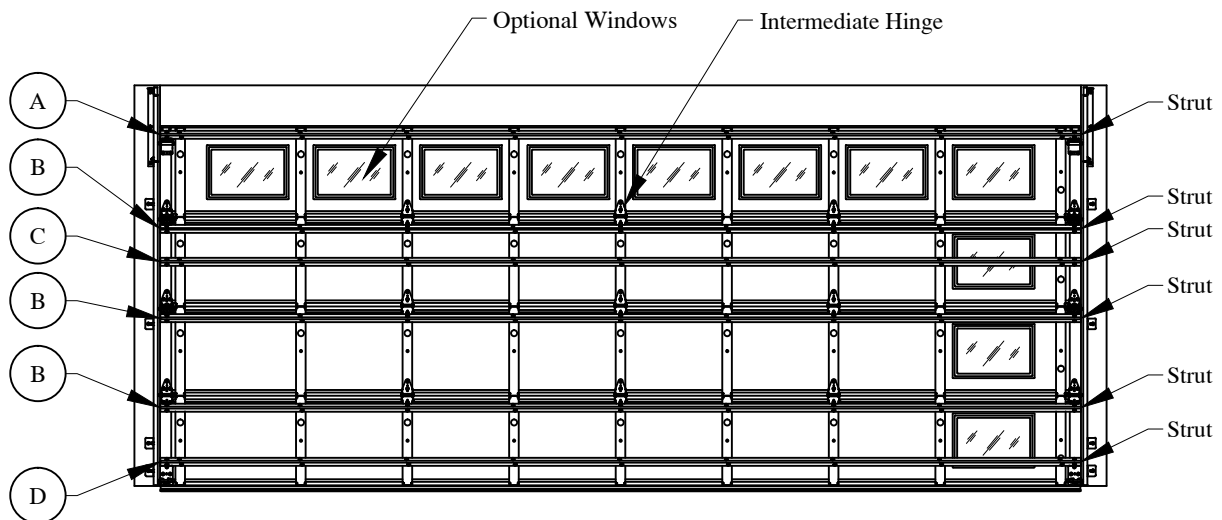 Optional Windows
Intermediate Hinge
A
Strut
B
Strut
C
Strut
B
Strut
B
Strut
D
Strut